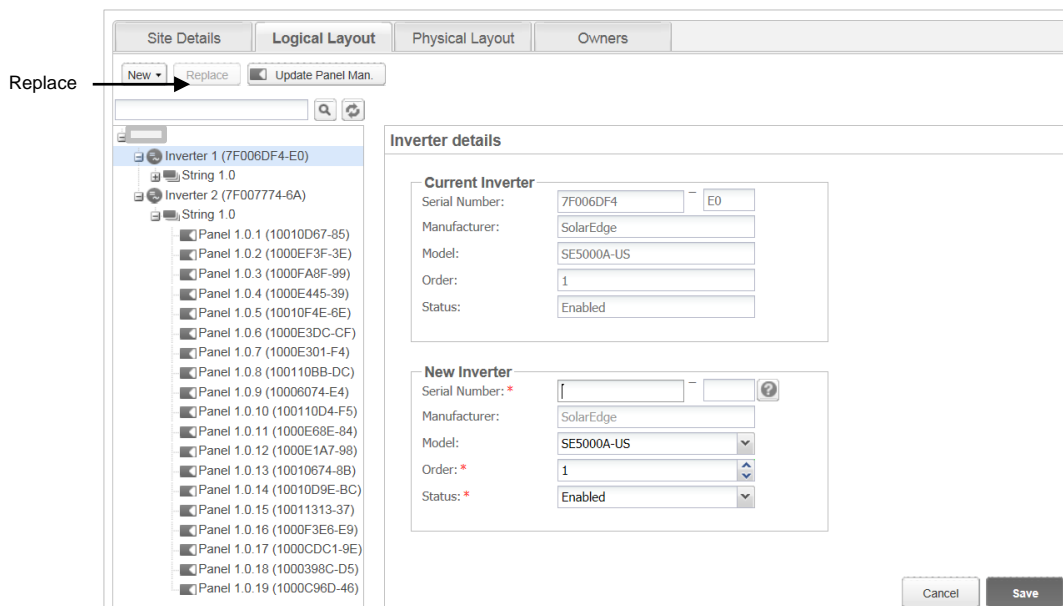 Site Details
Logical Layout
Physical Layout
Owners
Replace
New
Replace
Update Panel Man.
Inverter 1 (7F006DF4-E0)
String 1.0
Inverter 2 (7F007774-6A)
String 1.0
Panel 1.0.1 (10010D67-85)
Panel 1.0.2 (1000EF3F-3E)
Panel 1.0.3 (1000FA8F-99)
Panel 1.0.4 (1000E445-39)
Panel 1.0.5 (10010F4E-6E)
Panel 1.0.6 (1000E3DC-CF)
Panel 1.0.7 (1000E301-F4)
Panel 1.0.8 (100110BB-DC)
Panel 1.0.9 (10006074-E4)
Panel 1.0.10 (100110D4-F5)
Panel 1.0.11 (1000E68E-84)
Panel 1.0.12 (1000E1A7-98)
Panel 1.0.13 (10010674-8B)
Panel 1.0.14 (10010D9E-BC)
Panel 1.0.15 (10011313-37)
Panel 1.0.16 (1000F3E6-E9)
Panel 1.0.17 (1000CDC1-9E)
Panel 1.0.18 (1000398C-D5)
Panel 1.0.19 (1000C96D-46)
Inverter details
Current Inverter
Serial Number: 7F006DF4 – E0
Manufacturer: SolarEdge
Model: SE5000A-US
Order: 1
Status: Enabled
New Inverter
Serial Number: * – ?
Manufacturer: SolarEdge
Model: SE5000A-US
Order: * 1
Status: * Enabled
Cancel
Save